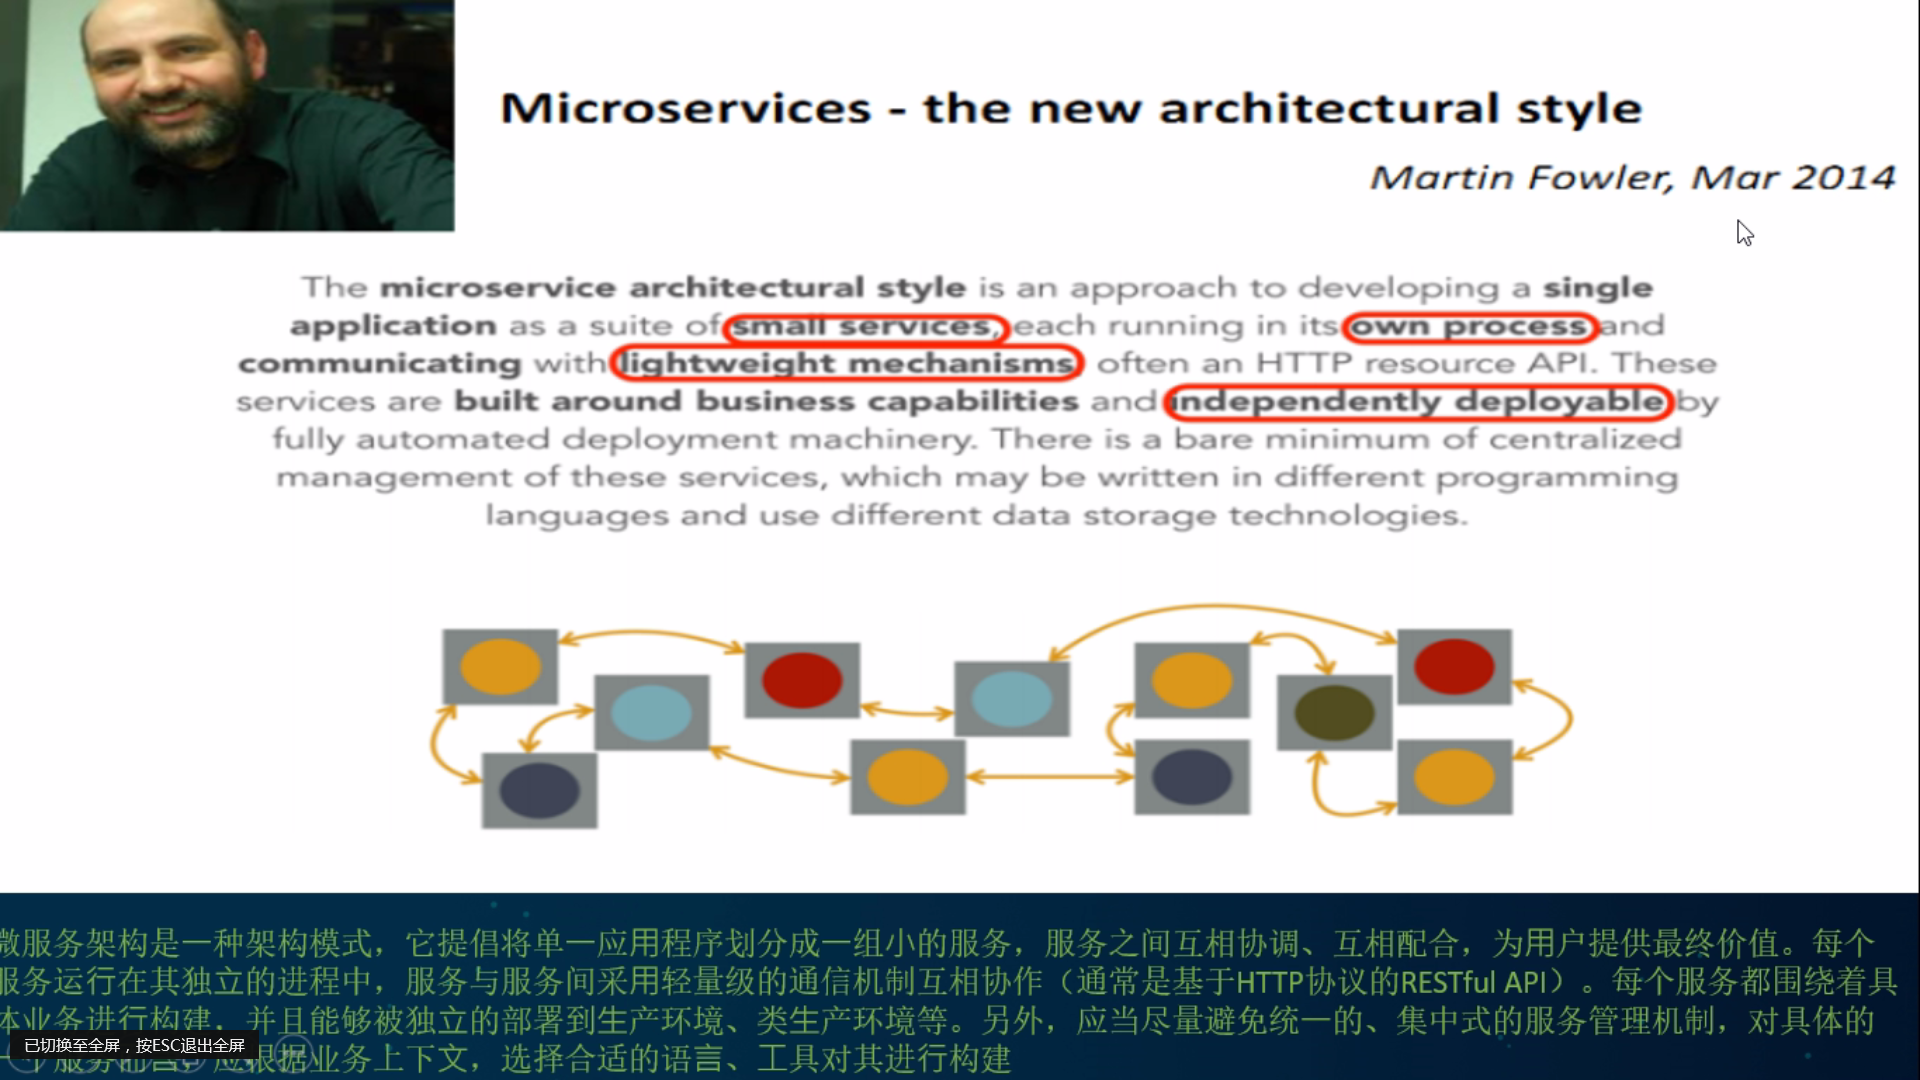 Microservices - the new architectural style
Martin Fowler, Mar 2014
The microservice architectural style is an approach to developing a single
application as a suite of small services, each running in its own process and
communicating with lightweight mechanisms, often an HTTP resource API. These
services are built around business capabilities and independently deployable by
fully automated deployment machinery. There is a bare minimum of centralized
management of these services, which may be written in different programming
languages and use different data storage technologies.
微服务架构是一种架构模式，它提倡将单一应用程序划分成一组小的服务，服务之间互相协调、互相配合，为用户提供最终价值。每个
服务运行在其独立的进程中，服务与服务间采用轻量级的通信机制互相协作（通常是基于HTTP协议的RESTful API）。每个服务都围绕着具
体业务进行构建，并且能够被独立的部署到生产环境、类生产环境等。另外，应当尽量避免统一的、集中式的服务管理机制，对具体的
根据业务上下文，选择合适的语言、工具对其进行构建
已切换至全屏，按ESC退出全屏